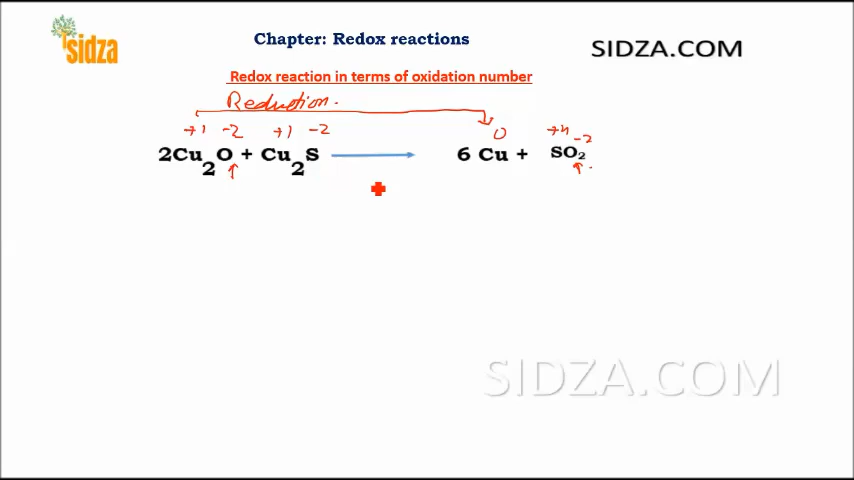 sidza
Chapter: Redox reactions
SIDZA.COM
Redox reaction in terms of oxidation number
Reduction.
+1 -2 +1 -2 0 +4 -2
2Cu2O + Cu2S → 6 Cu + SO₂
SIDZA.COM